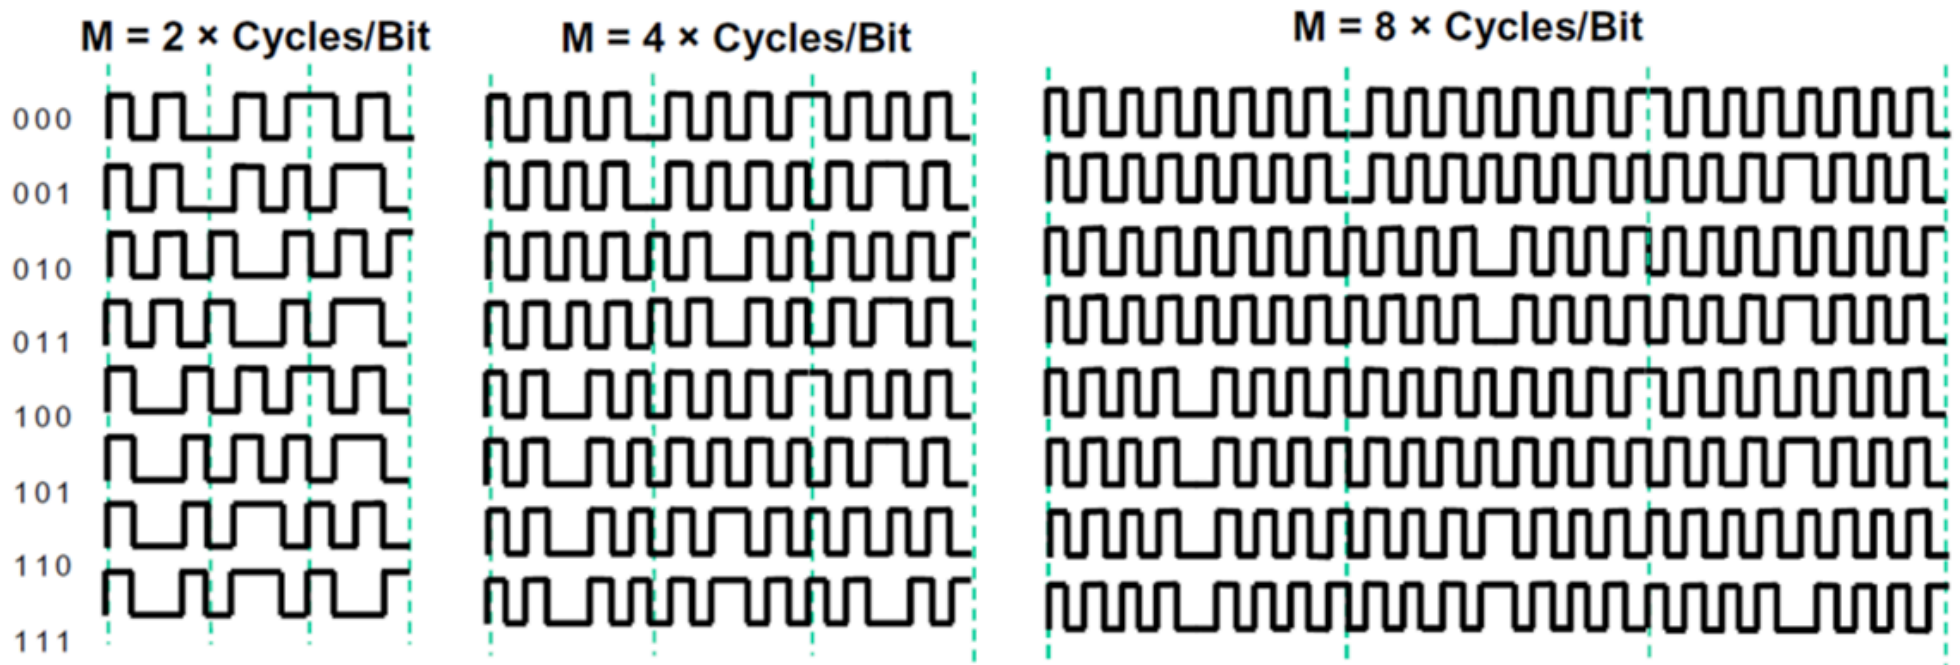 M = 2 × Cycles/Bit
M = 4 × Cycles/Bit
M = 8 × Cycles/Bit
000
001
010
011
100
101
110
111